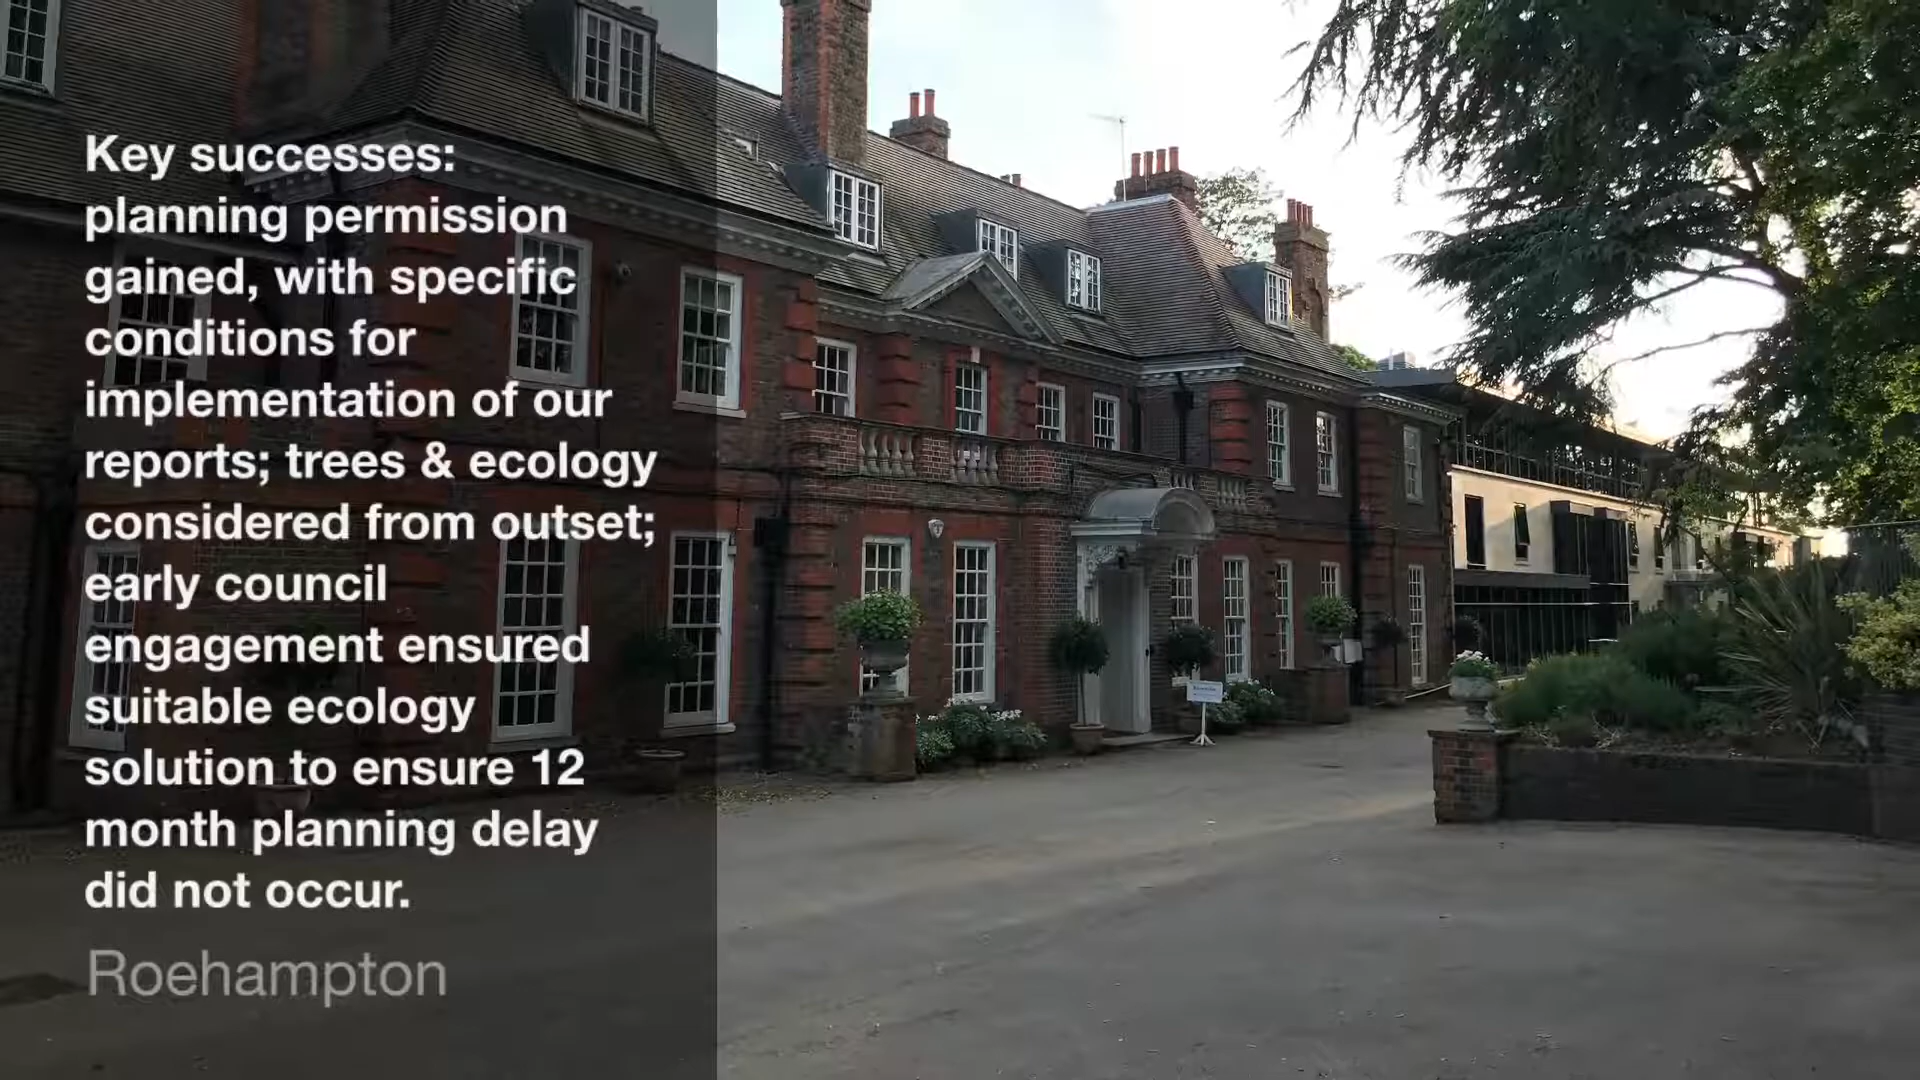 Key successes:
planning permission
gained, with specific
conditions for
implementation of our
reports; trees & ecology
considered from outset;
early council
engagement ensured
suitable ecology
solution to ensure 12
month planning delay
did not occur.
Roehampton